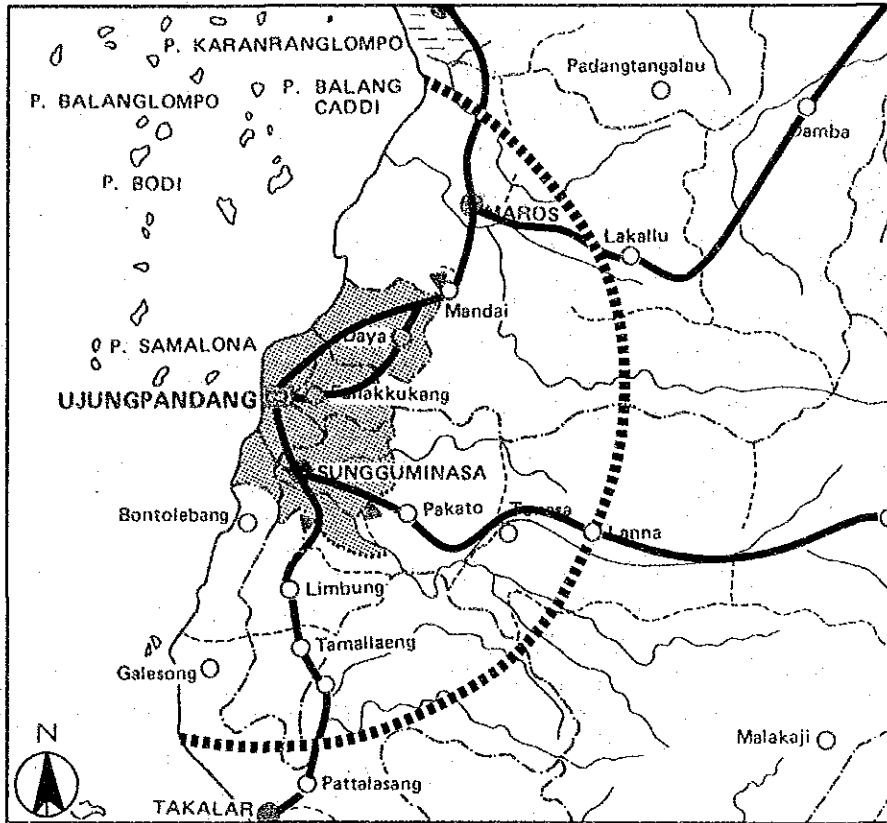 P. KARANRANGLOMPO
Padangtangalau
P. BALANG
CADDI
P. BALANGLOMPO
Damba
P. BODI
MAROS
Lakallu
Mandai
Daya
P. SAMALONA
UJUNGPANDANG
SUNGGUMINASA
Pakato
Bontolebang
Lanna
Limbung
Tamallaeng
Galesong
N
Malakaji
Pattalasang
TAKALAR